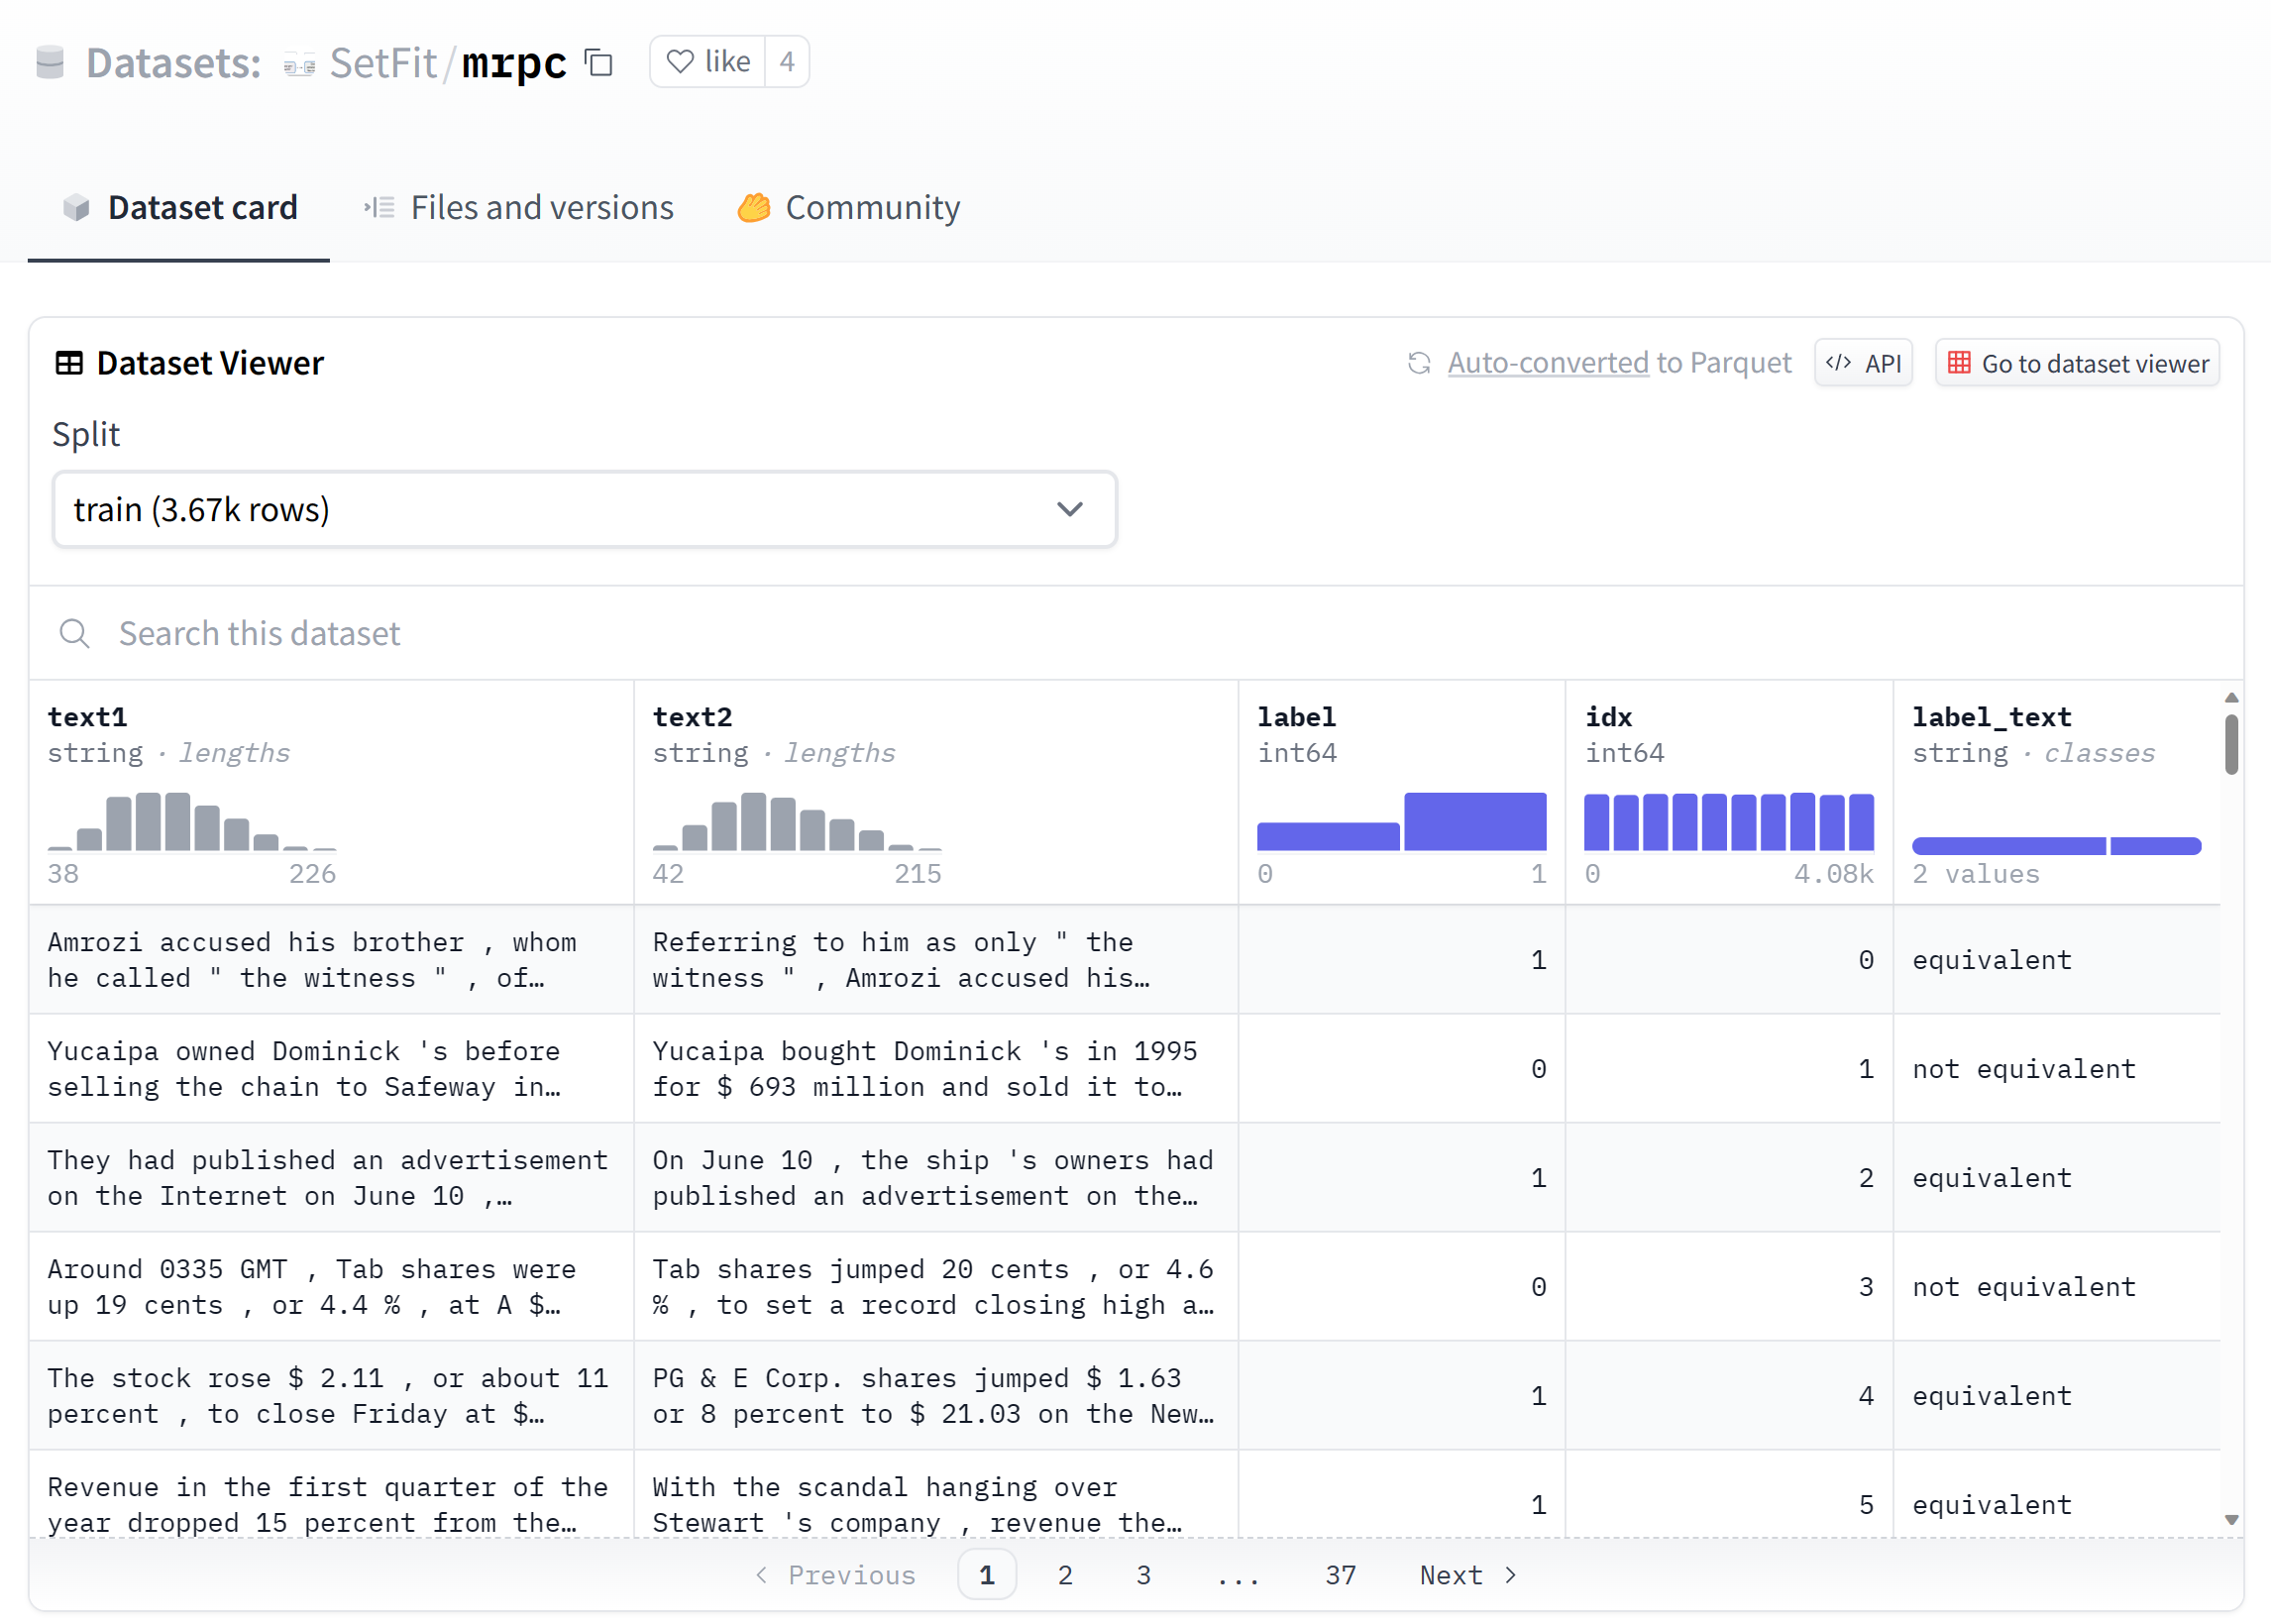 Datasets: SetFit/mrpc like 4
Dataset card Files and versions Community
Dataset Viewer Auto-converted to Parquet </> API Go to dataset viewer
Split
train (3.67k rows)
Search this dataset
text1 text2 label idx label_text
string · lengths string · lengths int64 int64 string · classes
38 226 42 215 0 1 0 4.08k 2 values
Amrozi accused his brother , whom he called " the witness " , of… Referring to him as only " the witness " , Amrozi accused his… 1 0 equivalent
Yucaipa owned Dominick 's before selling the chain to Safeway in… Yucaipa bought Dominick 's in 1995 for $ 693 million and sold it to… 0 1 not equivalent
They had published an advertisement on the Internet on June 10 ,… On June 10 , the ship 's owners had published an advertisement on the… 1 2 equivalent
Around 0335 GMT , Tab shares were up 19 cents , or 4.4 % , at A $… Tab shares jumped 20 cents , or 4.6 % , to set a record closing high a… 0 3 not equivalent
The stock rose $ 2.11 , or about 11 percent , to close Friday at $… PG & E Corp. shares jumped $ 1.63 or 8 percent to $ 21.03 on the New… 1 4 equivalent
Revenue in the first quarter of the year dropped 15 percent from the… With the scandal hanging over Stewart 's company , revenue the… 1 5 equivalent
Previous 1 2 3 ... 37 Next